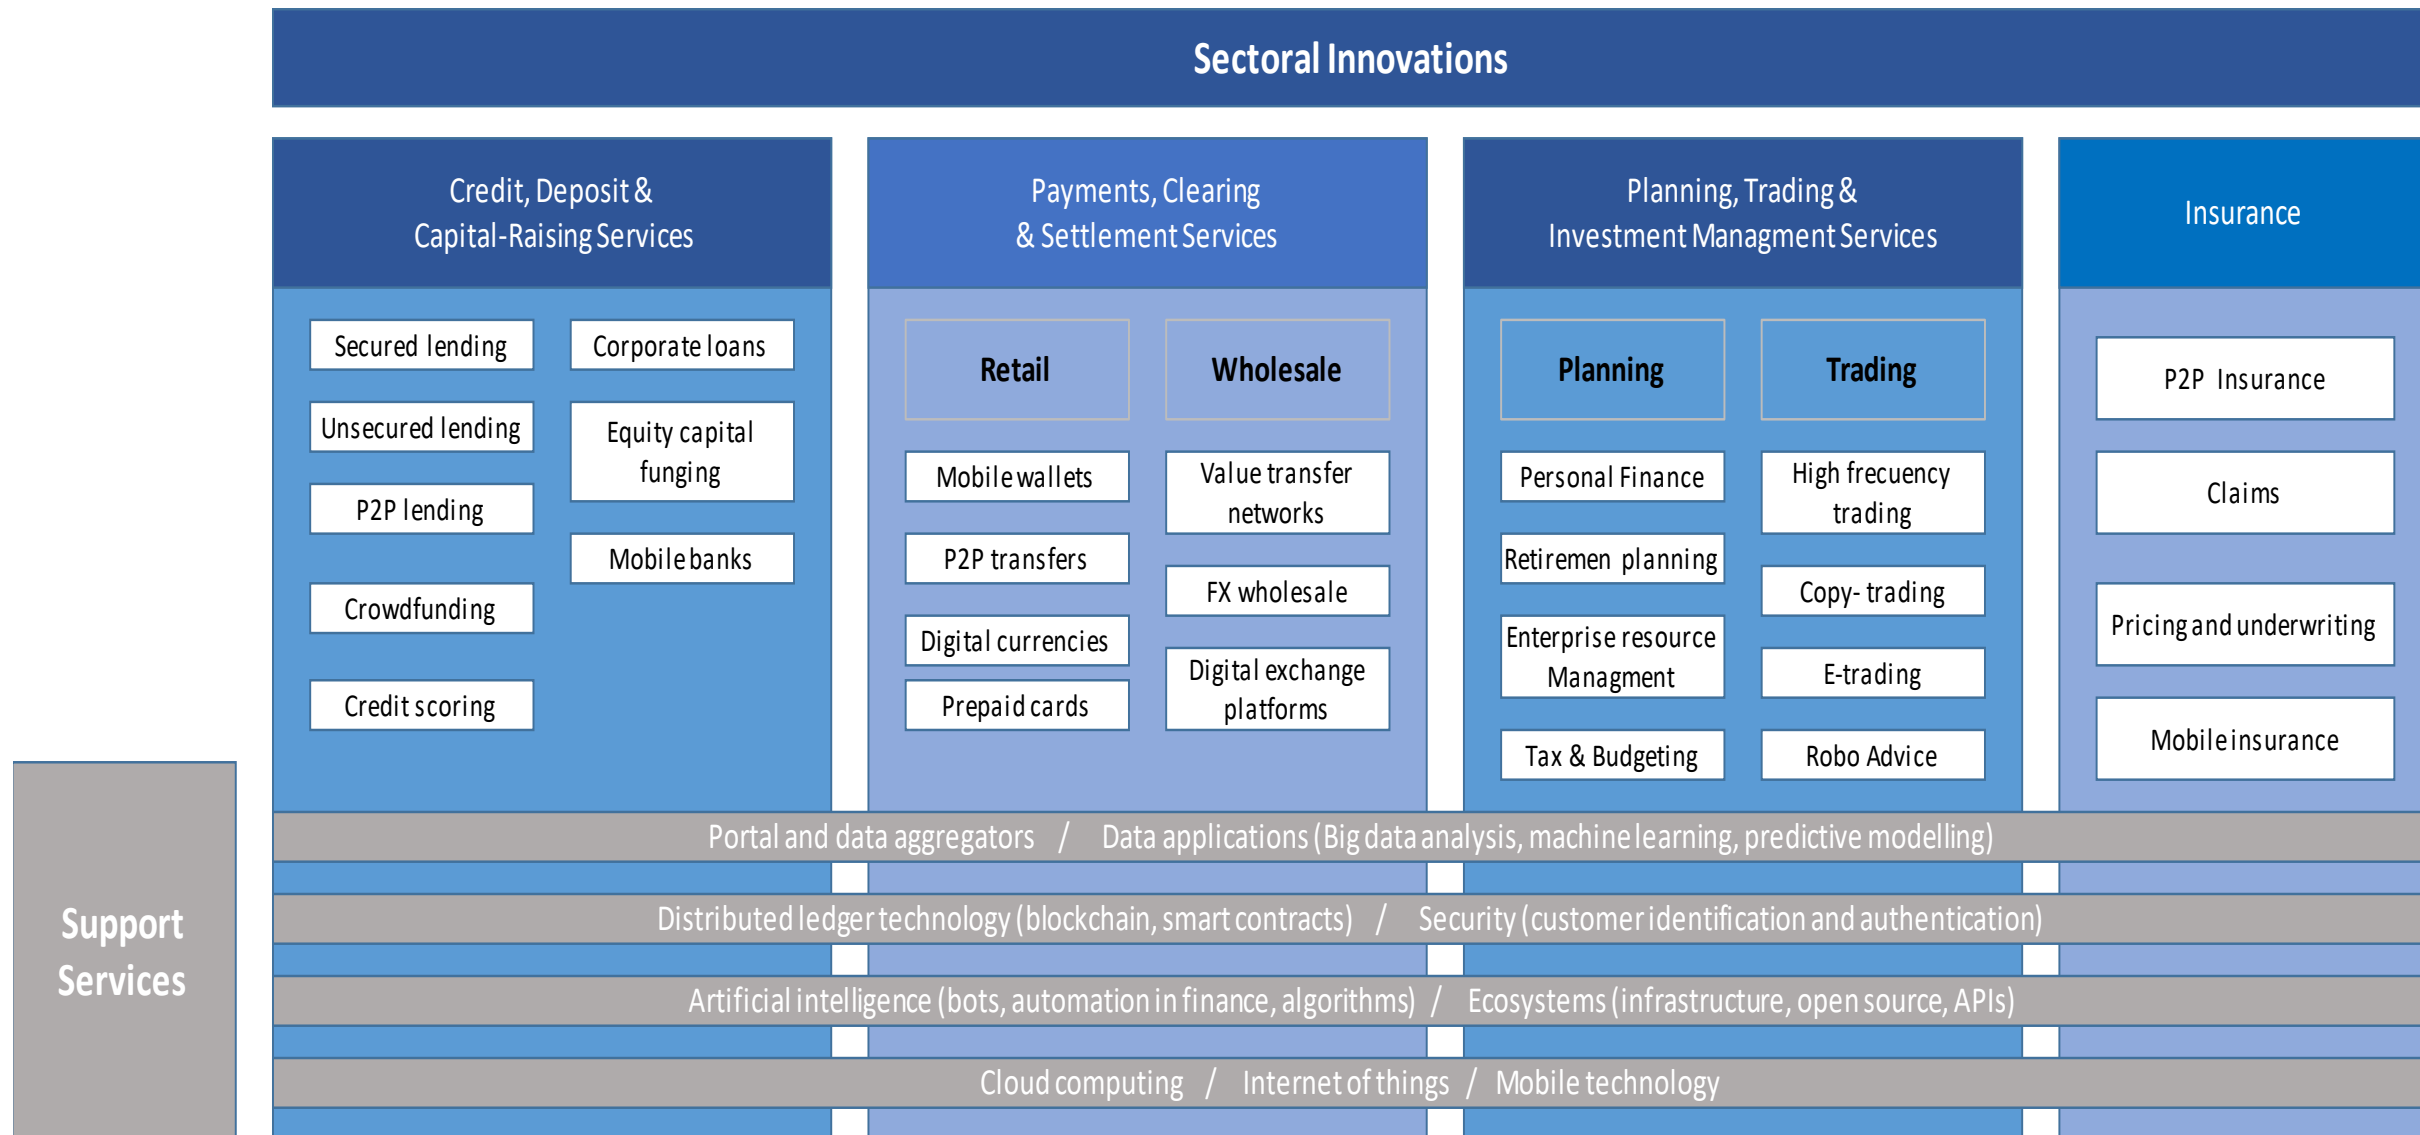 Sectoral Innovations
Credit, Deposit &
Capital-Raising Services
Secured lending
Unsecured lending
P2P lending
Crowdfunding
Credit scoring
Corporate loans
Equity capital
funging
Mobile banks
Payments, Clearing
& Settlement Services
Retail
Mobile wallets
P2P transfers
Digital currencies
Prepaid cards
Wholesale
Value transfer
networks
FX wholesale
Digital exchange
platforms
Planning, Trading &
Investment Managment Services
Planning
Personal Finance
Retiremen planning
Enterprise resource
Managment
Tax & Budgeting
Trading
High frecuency
trading
Copy- trading
E-trading
Robo Advice
Insurance
P2P Insurance
Claims
Pricing and underwriting
Mobile insurance
Support
Services
Portal and data aggregators / Data applications (Big data analysis, machine learning, predictive modelling)
Distributed ledger technology (blockchain, smart contracts) / Security (customer identification and authentication)
Artificial intelligence (bots, automation in finance, algorithms) / Ecosystems (infrastructure, open source, APIs)
Cloud computing / Internet of things / Mobile technology